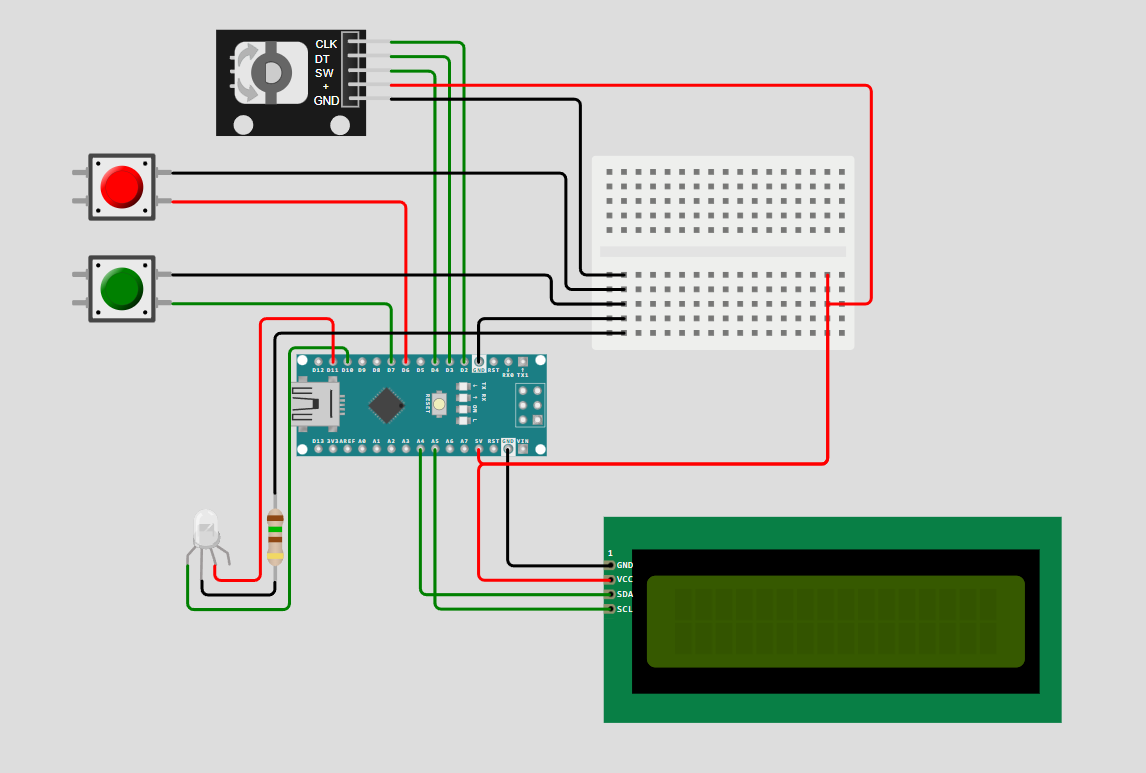 CLK
DT
SW
+
GND
D12 D11 D10 D9 D8 D7 D6 D5 D4 D3 D2 GND RST RX0 TX1
RESET
TX RX
ON L
D13 3V3 AREF A0 A1 A2 A3 A4 A5 A6 A7 5V RST GND VIN
1
GND
VCC
SDA
SCL